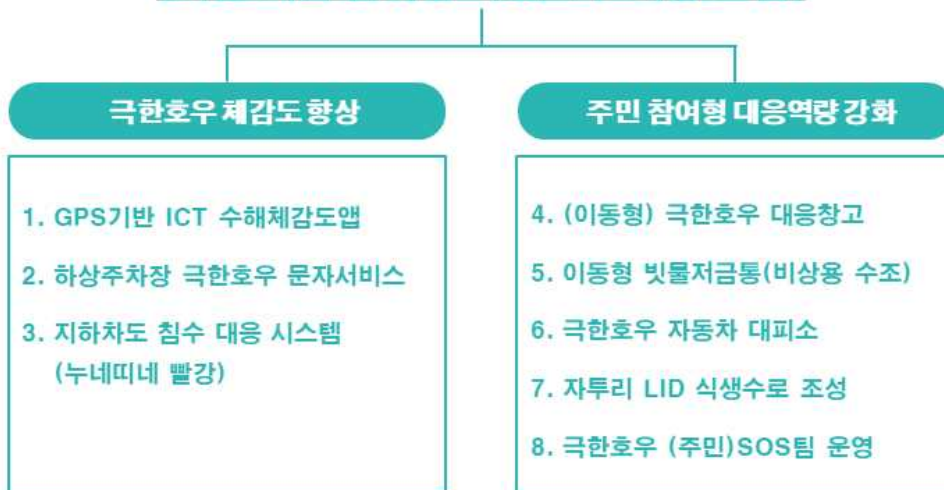 극한호우 체감도 향상
1. GPS기반 ICT 수해체감도앱
2. 하상주차장 극한호우 문자서비스
3. 지하차도 침수 대응 시스템
(누네띠네 빨강)
주민 참여형 대응역량 강화
4. (이동형) 극한호우 대응창고
5. 이동형 빗물저금통(비상용 수조)
6. 극한호우 자동차 대피소
7. 자투리 LID 식생수로 조성
8. 극한호우 (주민)SOS팀 운영